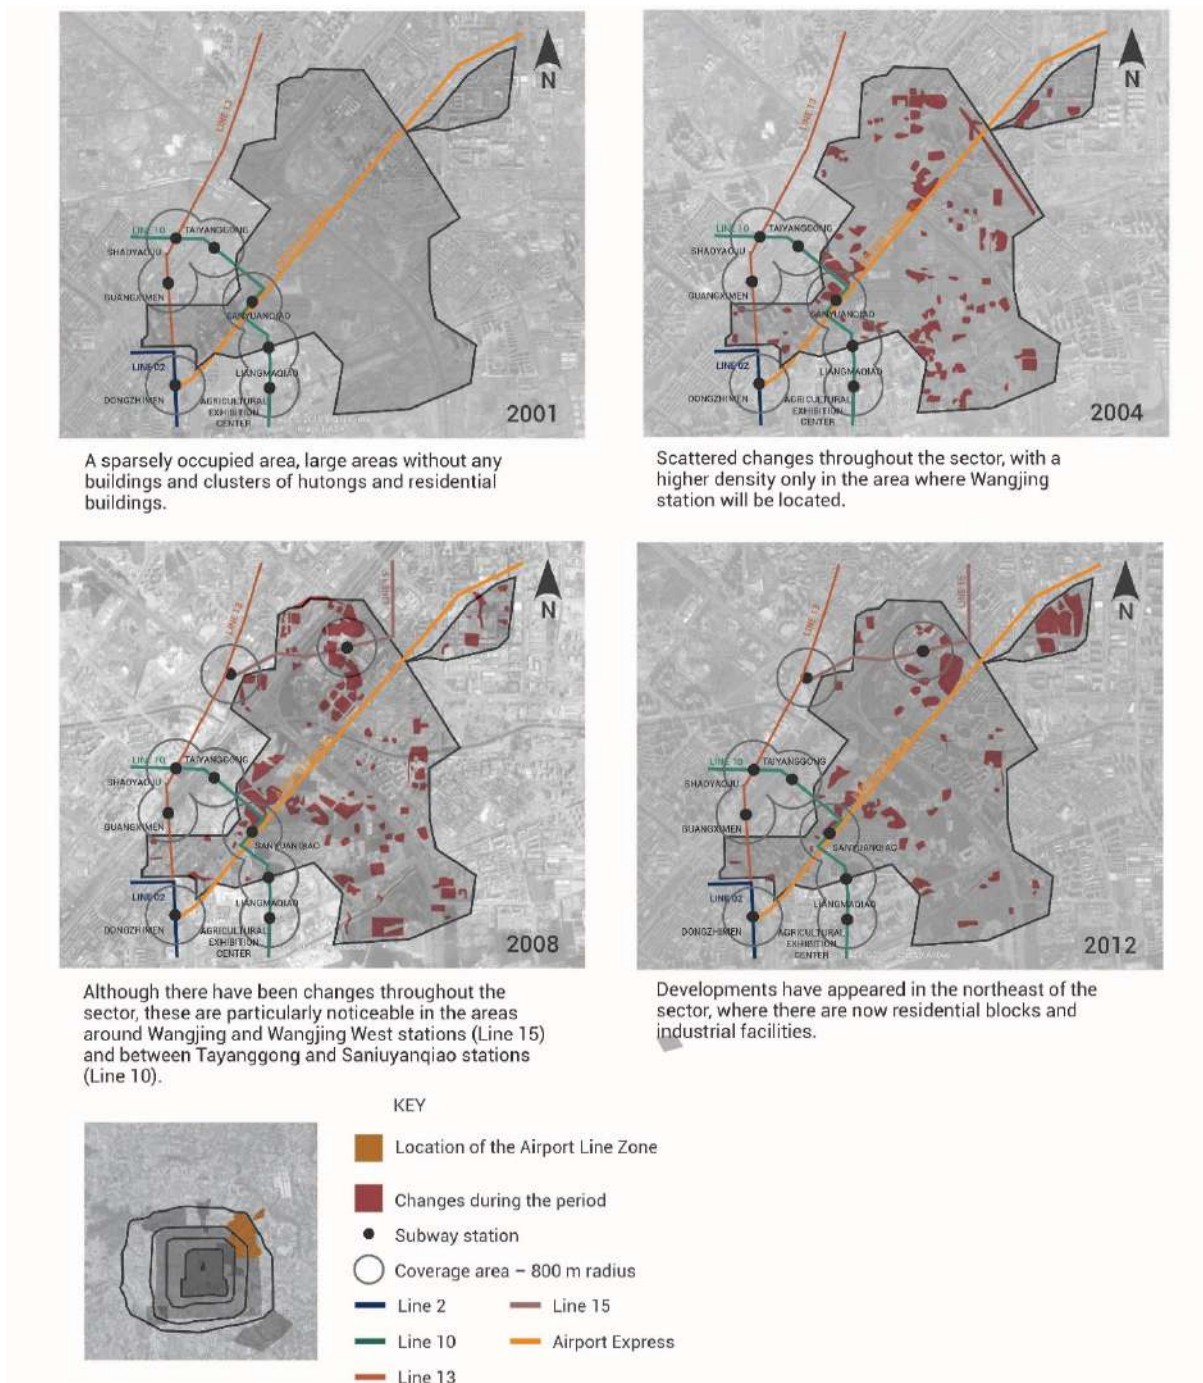 N
LINE 13
LINE 10
TAIYANGGONG
SHAOYAOJU
GUANGXIMEN
SANYUANQIAO
LINE 02
LIANGMAQIAO
DONGZHIMEN
AGRICULTURAL
EXHIBITION
CENTER
2001
A sparsely occupied area, large areas without any
buildings and clusters of hutongs and residential
buildings.
N
LINE 13
LINE 10
TAIYANGGONG
SHAOYAOJU
GUANGXIMEN
SANYUANQIAO
LINE 02
LIANGMAQIAO
DONGZHIMEN
AGRICULTURAL
EXHIBITION
CENTER
2004
Scattered changes throughout the sector, with a
higher density only in the area where Wangjing
station will be located.
N
LINE 15
LINE 13
LINE 10
TAIYANGGONG
SHAOYAOJU
GUANGXIMEN
SANYUANQIAO
LINE 02
LIANGMAQIAO
DONGZHIMEN
AGRICULTURAL
EXHIBITION
CENTER
2008
Although there have been changes throughout the
sector, these are particularly noticeable in the areas
around Wangjing and Wangjing West stations (Line 15)
and between Tayanggong and Saniuyanqiao stations
(Line 10).
N
LINE 15
LINE 13
LINE 10
TAIYANGGONG
SHAOYAOJU
GUANGXIMEN
SANYUANQIAO
LINE 02
LIANGMAQIAO
DONGZHIMEN
AGRICULTURAL
EXHIBITION
CENTER
2012
Developments have appeared in the northeast of the
sector, where there are now residential blocks and
industrial facilities.
KEY
Location of the Airport Line Zone
Changes during the period
Subway station
Coverage area – 800 m radius
Line 2
Line 15
Line 10
Airport Express
Line 13